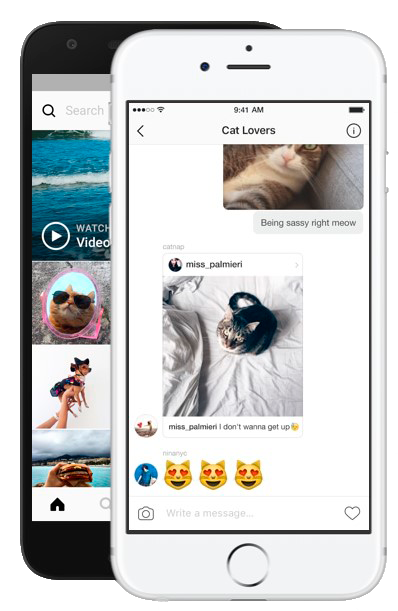 Search
WATCH
Video
9:41 AM
Cat Lovers
Being sassy right meow
catnap
miss_palmieri
miss_palmieri I don't wanna get up
ninanyc
Write a message...